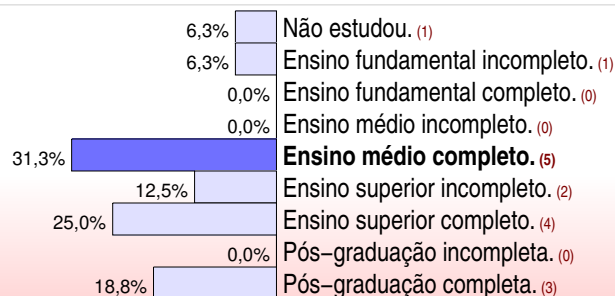 6,3% Não estudou. (1)
6,3% Ensino fundamental incompleto. (1)
0,0% Ensino fundamental completo. (0)
0,0% Ensino médio incompleto. (0)
31,3% Ensino médio completo. (5)
12,5% Ensino superior incompleto. (2)
25,0% Ensino superior completo. (4)
0,0% Pós−graduação incompleta. (0)
18,8% Pós−graduação completa. (3)